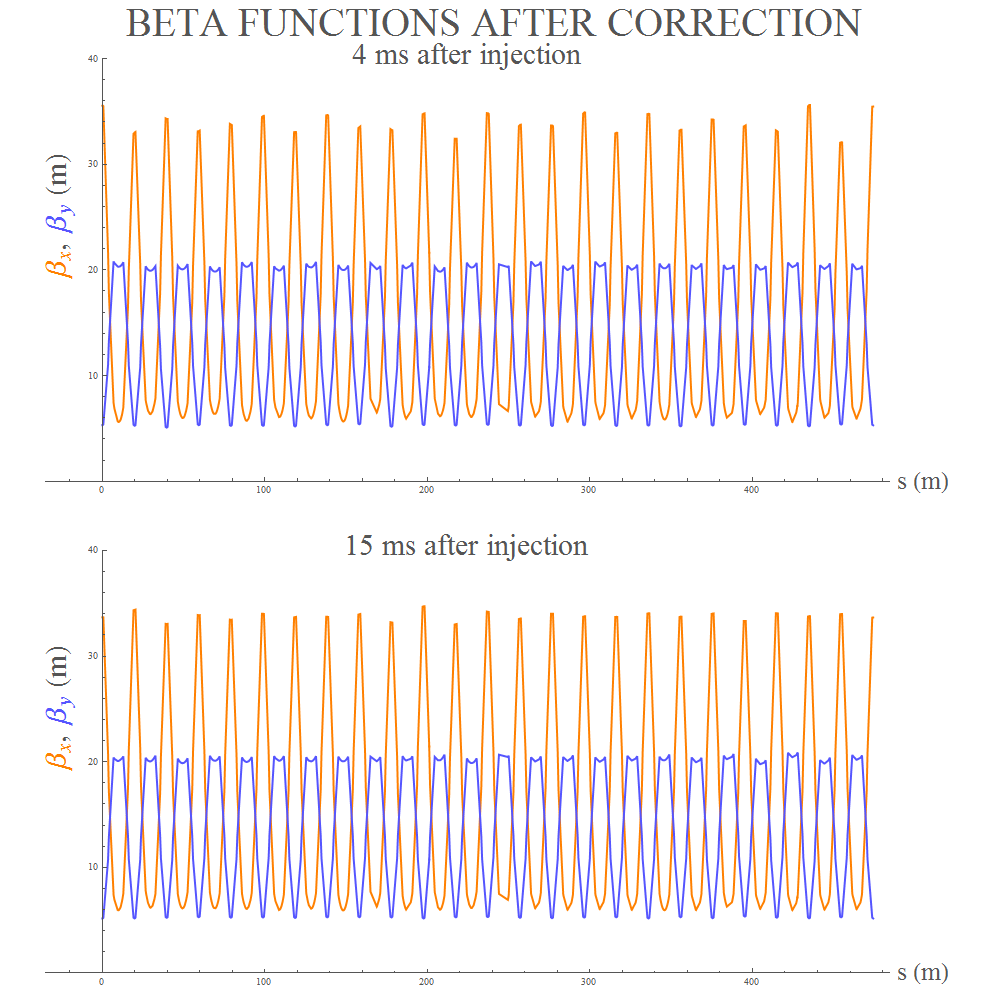 BETA FUNCTIONS AFTER CORRECTION
4 ms after injection
40
30
20
10
βx, βy (m)
0 100 200 300 400 s (m)
15 ms after injection
40
30
20
10
βx, βy (m)
0 100 200 300 400 s (m)